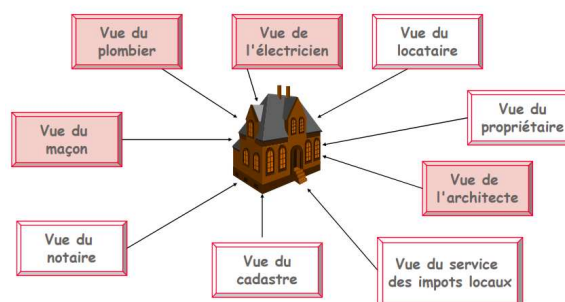 Vue du
plombier
Vue de
l'électricien
Vue du
locataire
Vue du
propriétaire
Vue du
maçon
Vue de
l'architecte
Vue du
notaire
Vue du
cadastre
Vue du service
des impots locaux